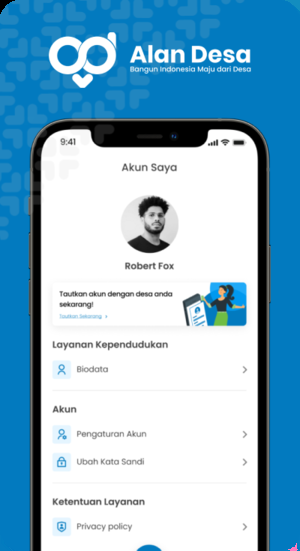 Alan Desa
Bangun Indonesia Maju dari Desa
9:41
Akun Saya
Robert Fox
Tautkan akun dengan desa anda
sekarang!
Tautkan Sekarang
Layanan Kependudukan
Biodata
Akun
Pengaturan Akun
Ubah Kata Sandi
Ketentuan Layanan
Privacy policy